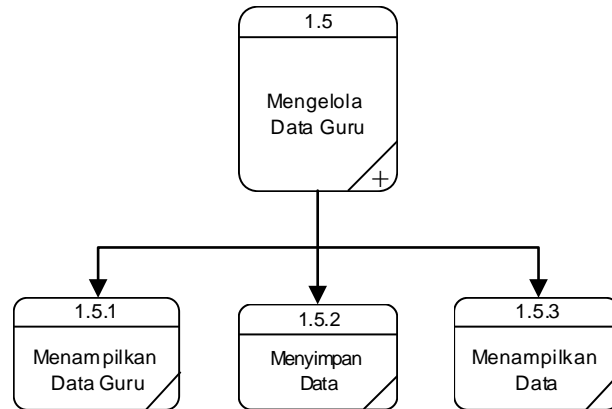 1.5
Mengelola
Data Guru
+
1.5.1
Menampilkan
Data Guru
1.5.2
Menyimpan
Data
1.5.3
Menampilkan
Data